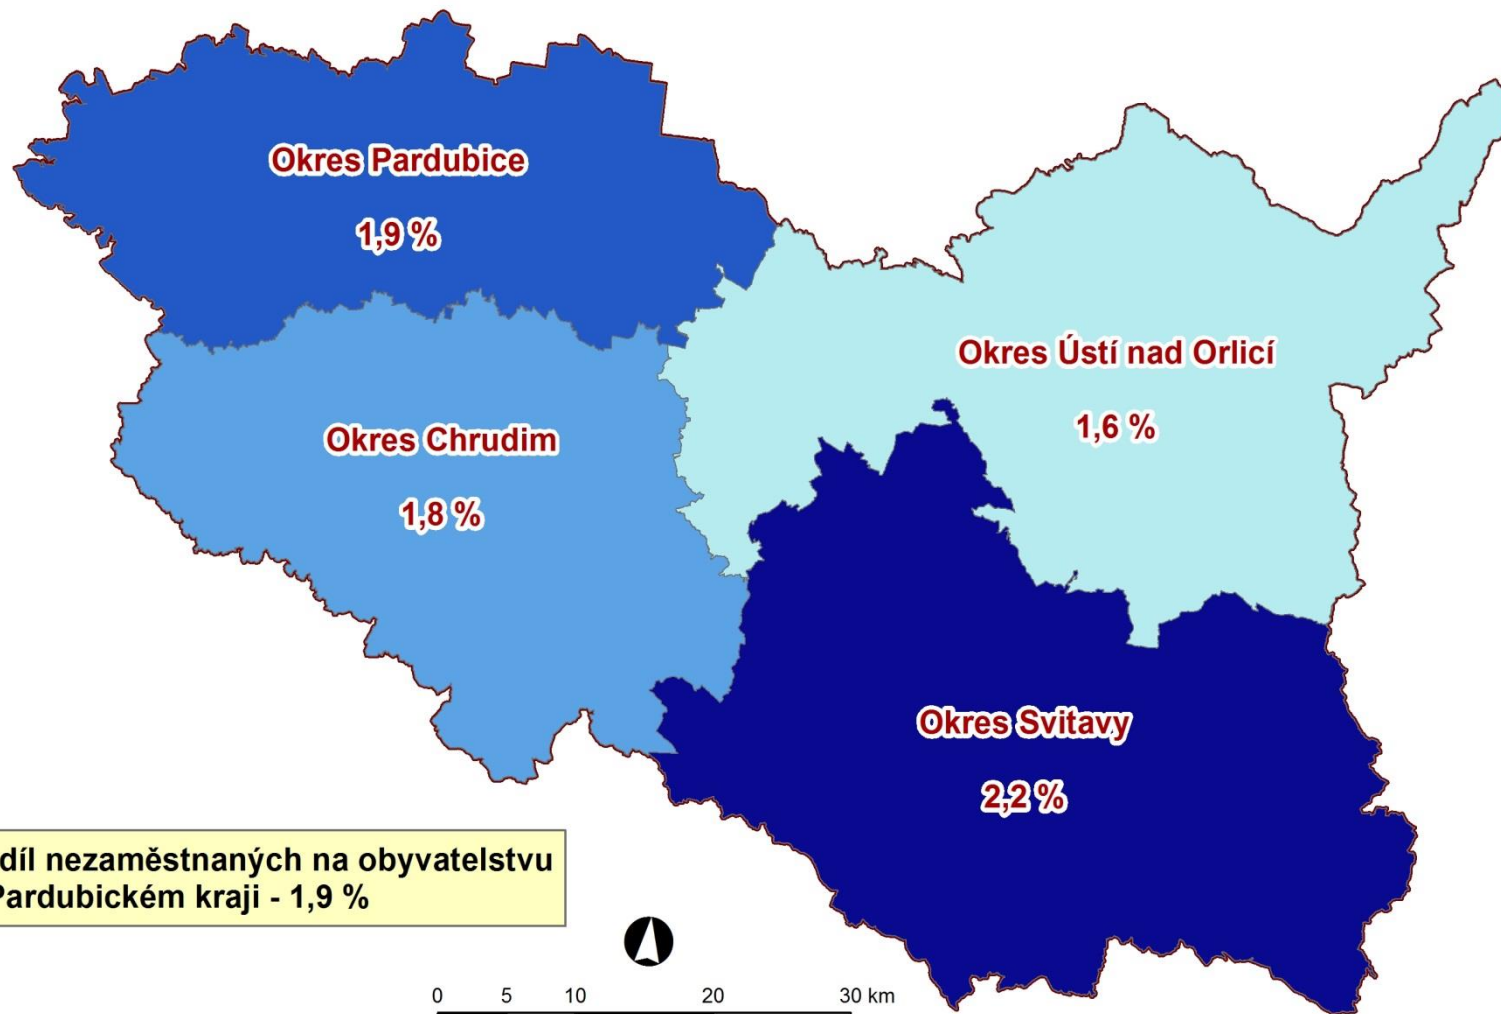 Okres Pardubice
1,9 %
Okres Ústí nad Orlicí
1,6 %
Okres Chrudim
1,8 %
Okres Svitavy
2,2 %
díl nezaměstnaných na obyvatelstvu
Pardubickém kraji - 1,9 %
0 5 10 20 30 km